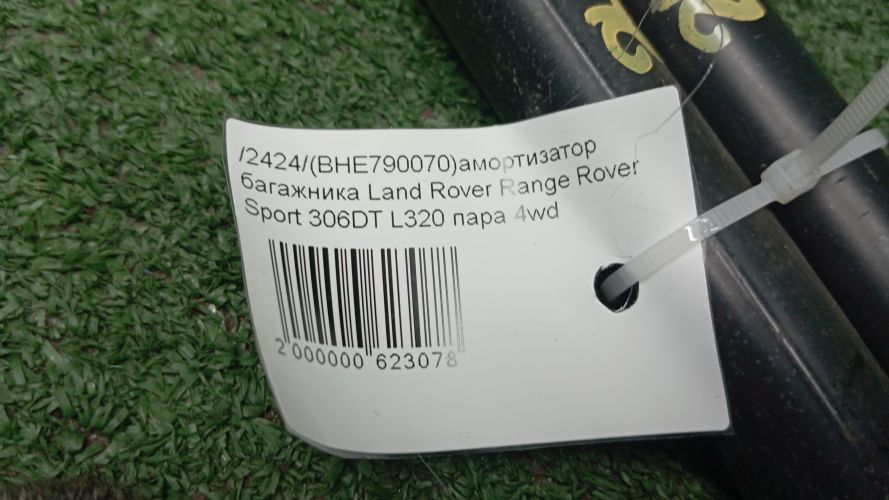 /2424/(BHE790070)амортизатор
багажника Land Rover Range Rover
Sport 306DT L320 пара 4wd
2 000000 623078